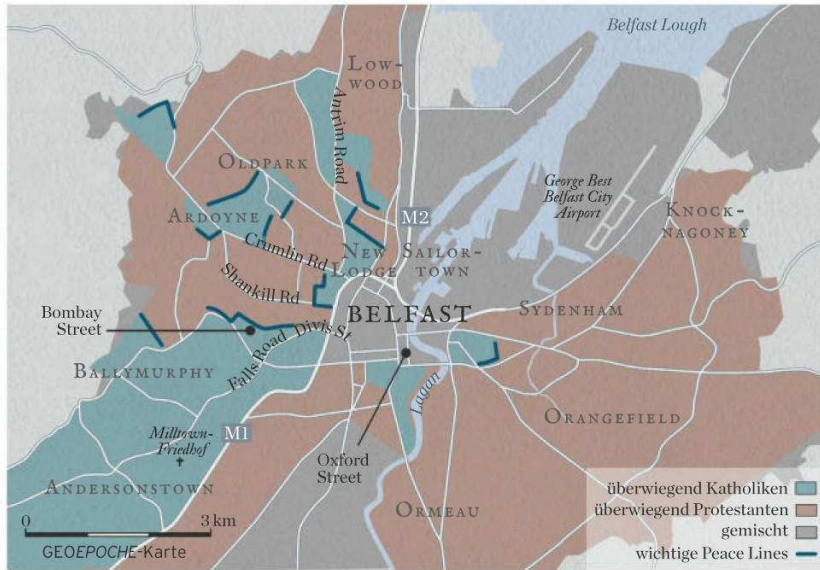 Belfast Lough
LOW-
WOOD
Antrim Road
OLDPARK
George Best
Belfast City
Airport
KNOCK-
NAGONEY
ARDOYNE
M2
Crumlin Rd
NEW
LODGE
SAILOR-
TOWN
Shankill Rd
Bombay
Street
BELFAST
SYDENHAM
Divis St
Falls Road
BALLYMURPHY
Lagan
ORANGEFIELD
Milltown-
Friedhof
M1
Oxford
Street
ANDERSONSTOWN
ORMEAU
0 3 km
GEOEPOCHE-Karte
überwiegend Katholiken
überwiegend Protestanten
gemischt
wichtige Peace Lines